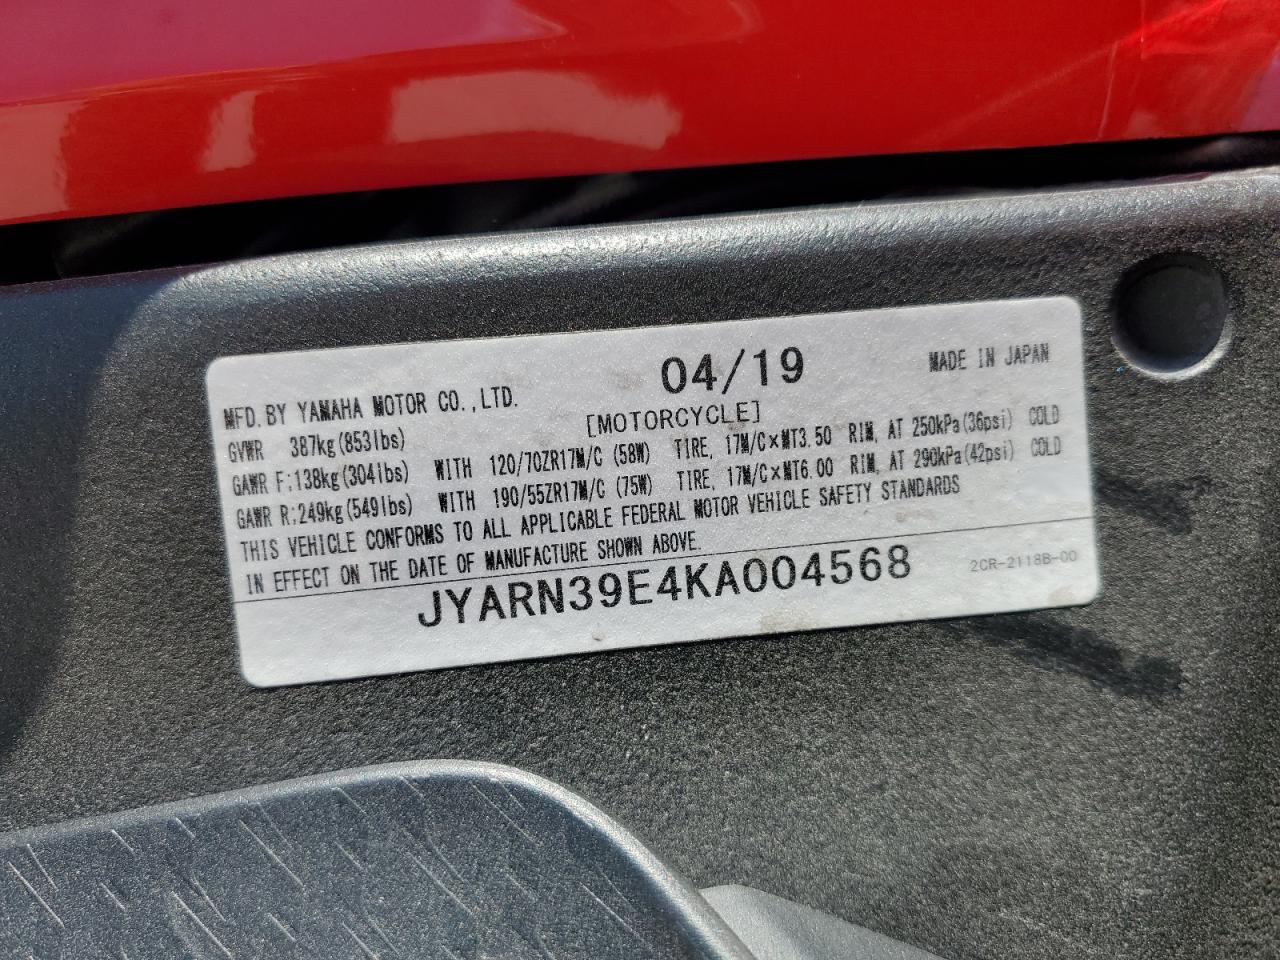 04/19
MADE IN JAPAN
MFD. BY YAMAHA MOTOR CO.,LTD.
[MOTORCYCLE]
GVWR 387kg(853lbs)
GAWR F:138kg(304lbs) WITH 120/70ZR17M/C (58W) TIRE, 17M/C×MT3.50 RIM, AT 250kPa(36psi) COLD
GAWR R:249kg(549lbs) WITH 190/55ZR17M/C (75W) TIRE, 17M/C×MT6.00 RIM, AT 290kPa(42psi) COLD
THIS VEHICLE CONFORMS TO ALL APPLICABLE FEDERAL MOTOR VEHICLE SAFETY STANDARDS
IN EFFECT ON THE DATE OF MANUFACTURE SHOWN ABOVE.
JYARN39E4KA004568
2CR-2118B-00